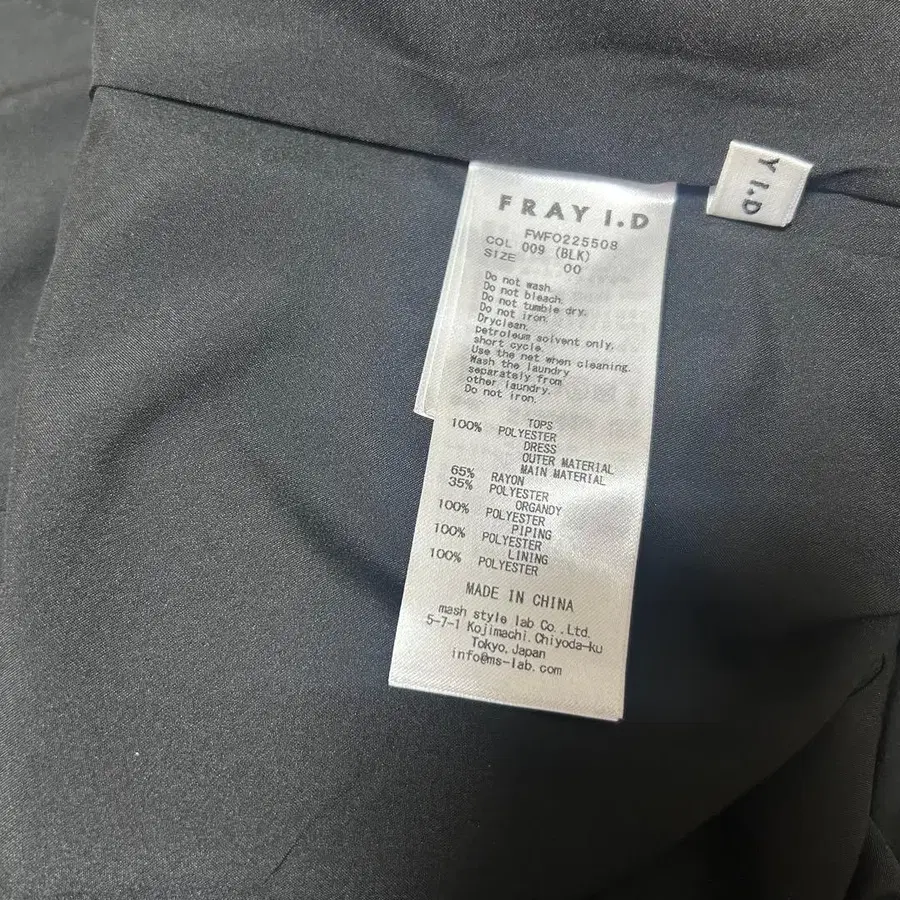 FRAY I.D
FWFO225508
COL 009 (BLK)
SIZE 00
Do not wash.
Do not bleach.
Do not tumble dry.
Do not iron.
Dryclean.
petroleum solvent only.
short cycle.
Use the net when cleaning.
Wash the laundry
separately from
other laundry.
Do not iron.
TOPS
100% POLYESTER
DRESS
OUTER MATERIAL
MAIN MATERIAL
65% RAYON
35% POLYESTER
ORGANDY
100% POLYESTER
PIPING
100% POLYESTER
LINING
100% POLYESTER
MADE IN CHINA
mash style lab Co.,Ltd.
5-7-1 Kojimachi, Chiyoda-ku
Tokyo, Japan
info@ms-lab.com
Y I.D